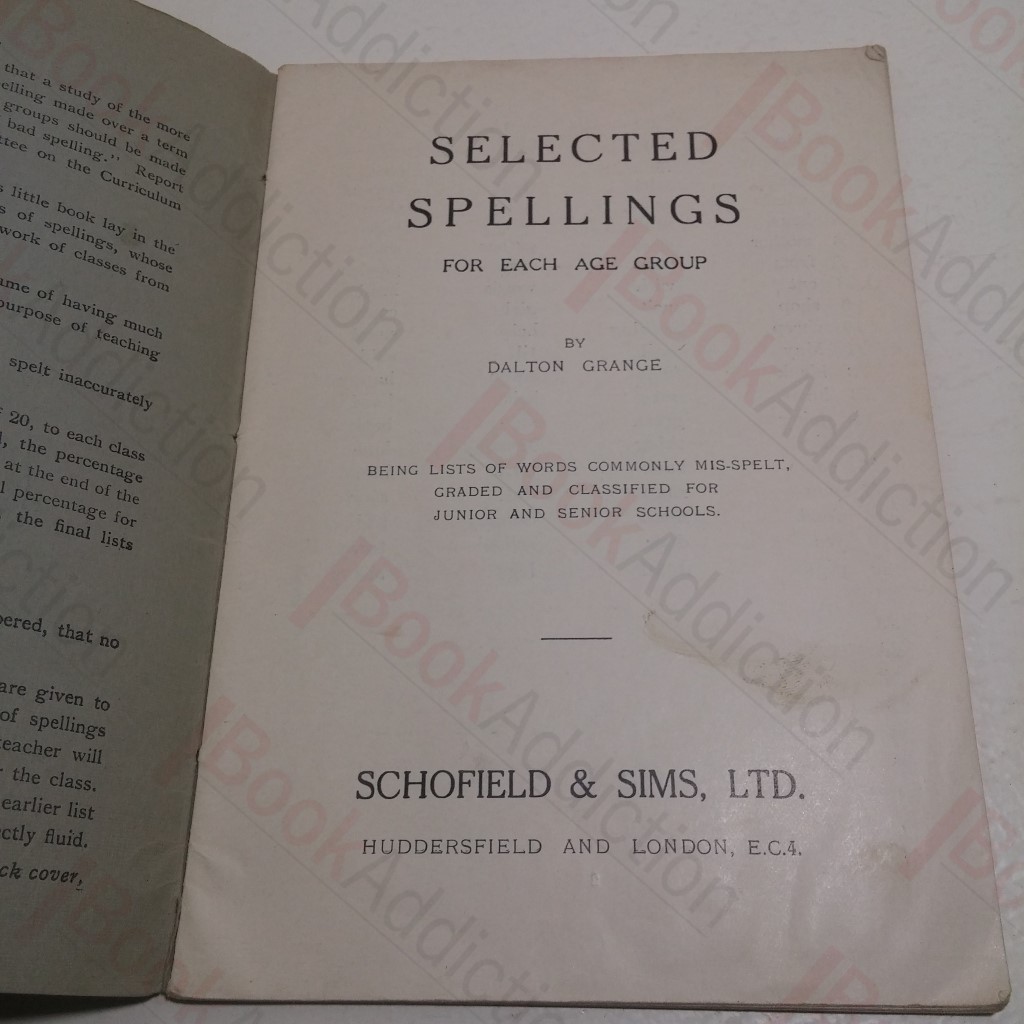 that a study of the more
elling made over a term
groups should be made
bad spelling." Report
ttee on the Curriculum
s little book lay in the
s of spellings, whose
work of classes from
ame of having much
purpose of teaching
spelt inaccurately
20, to each class
, the percentage
at the end of the
l percentage for
the final lists
bered, that no
are given to
of spellings
teacher will
the class.
earlier list
ctly fluid.
ck cover,
SELECTED
SPELLINGS
FOR EACH AGE GROUP
BY
DALTON GRANGE
BEING LISTS OF WORDS COMMONLY MIS-SPELT,
GRADED AND CLASSIFIED FOR
JUNIOR AND SENIOR SCHOOLS.
SCHOFIELD & SIMS, LTD.
HUDDERSFIELD AND LONDON, E.C.4.
BookAddiction